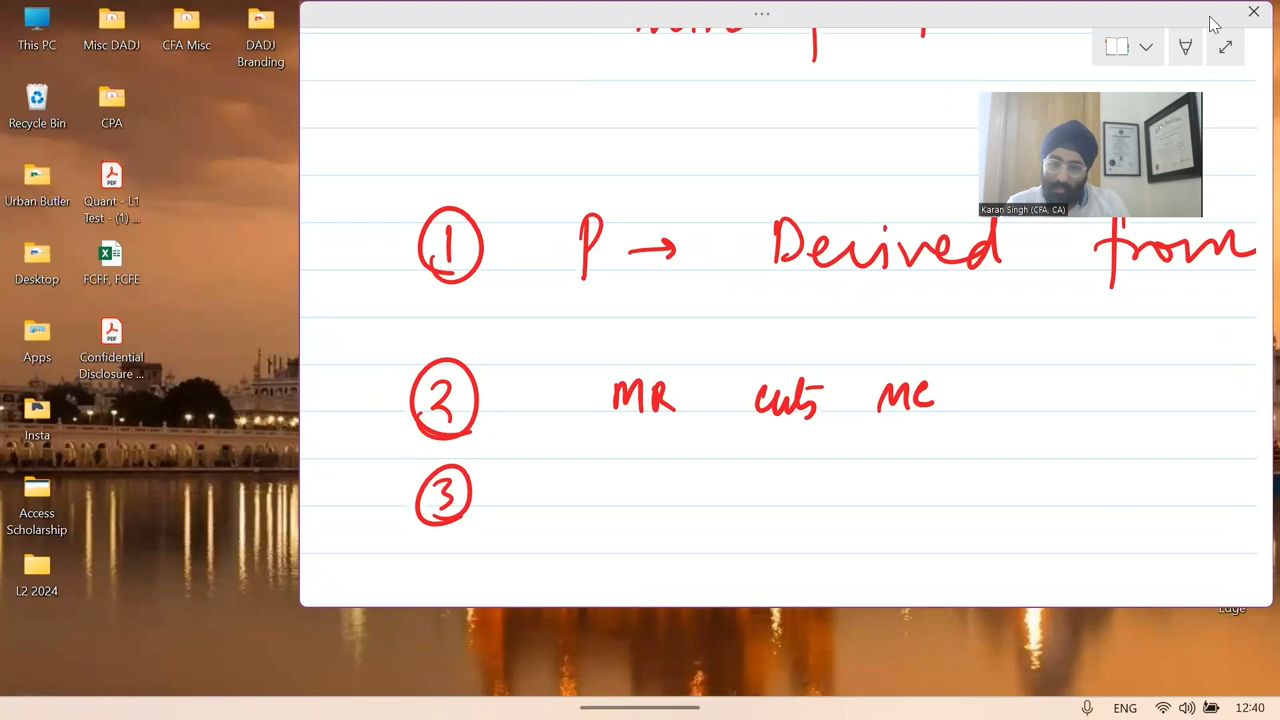 This PC
Misc DADJ
CFA Misc
DADJ
Branding
Recycle Bin
CPA
Urban Butler
Quant - L1
Test - (1) ...
Desktop
FCFF, FCFE
Apps
Confidential
Disclosure ...
Insta
Access
Scholarship
L2 2024
...
Karan Singh (CFA, CA)
① P → Derived from
② MR cuts MC
③
Edge
ENG
12:40